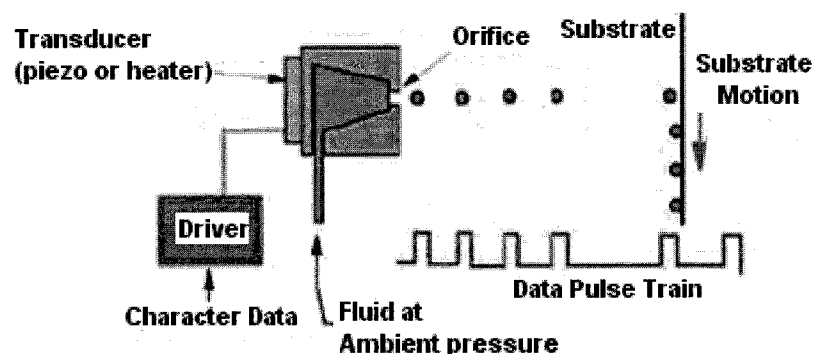 Transducer
(piezo or heater)
Orifice
Substrate
Substrate
Motion
Driver
Data Pulse Train
Character Data
Fluid at
Ambient pressure